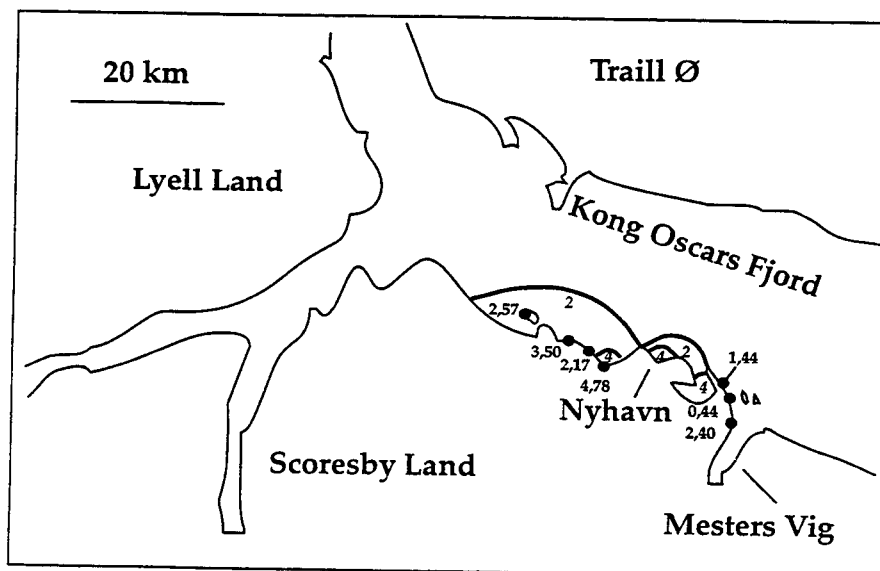 20 km
Traill Ø
Lyell Land
Kong Oscars Fjord
2
2,57
3,50
2,17
4
4,78
4
2
1,44
4
Nyhavn
0,44
2,40
Scoresby Land
Mesters Vig